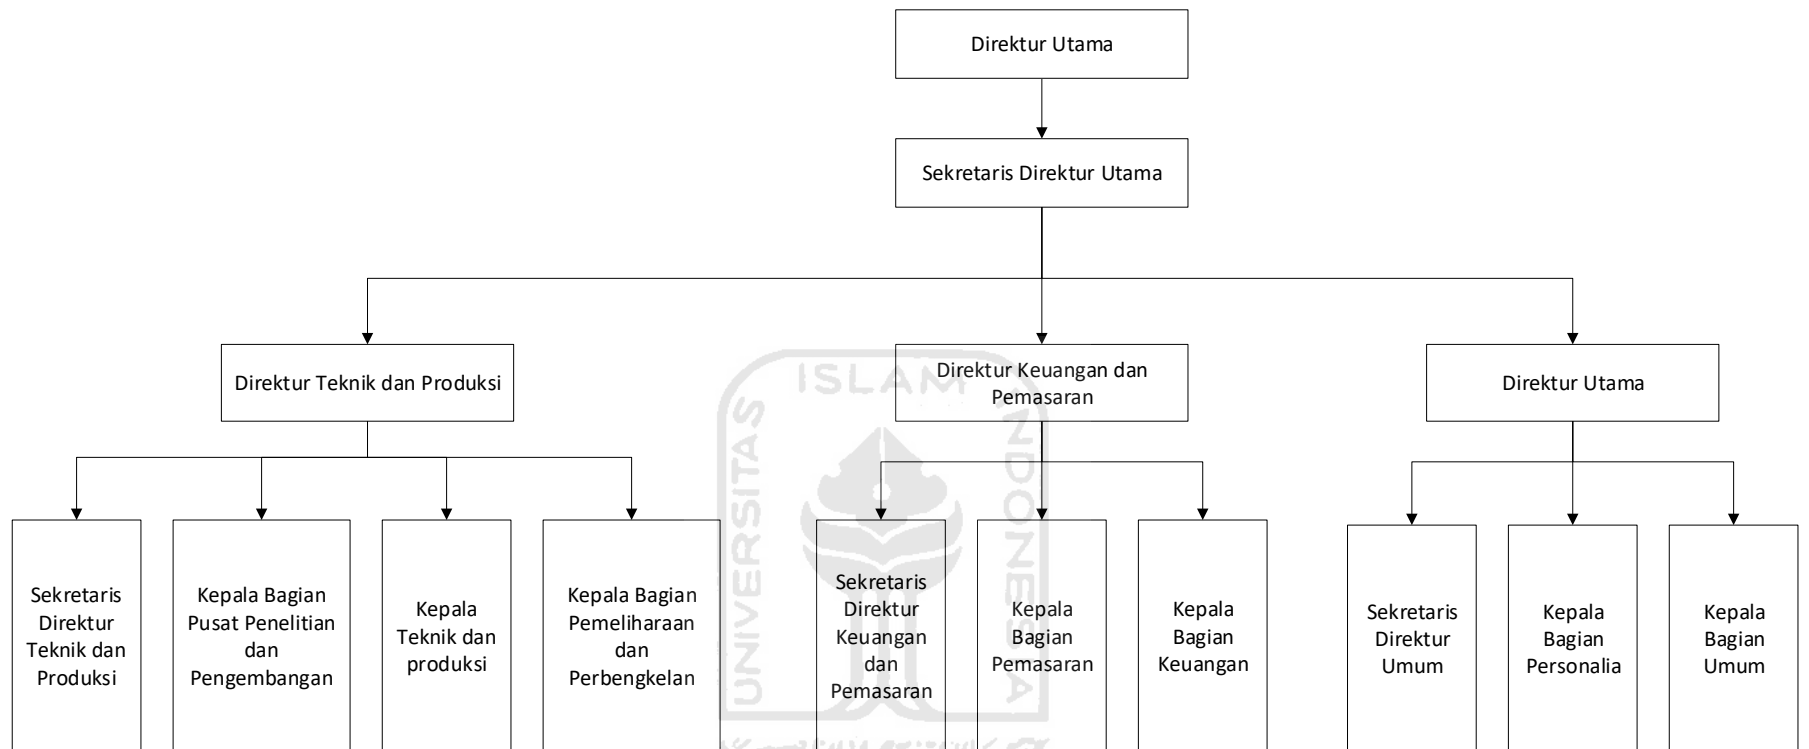 Direktur Utama
Sekretaris Direktur Utama
Direktur Teknik dan Produksi
Direktur Keuangan dan
Pemasaran
Direktur Utama
Sekretaris
Direktur
Teknik dan
Produksi
Kepala Bagian
Pusat Penelitian
dan
Pengembangan
Kepala
Teknik dan
produksi
Kepala Bagian
Pemeliharaan
dan
Perbengkelan
Sekretaris
Direktur
Keuangan
dan
Pemasaran
Kepala
Bagian
Pemasaran
Kepala
Bagian
Keuangan
Sekretaris
Direktur
Umum
Kepala
Bagian
Personalia
Kepala
Bagian
Umum
UNIVERSITAS
ISLAM
INDONESIA